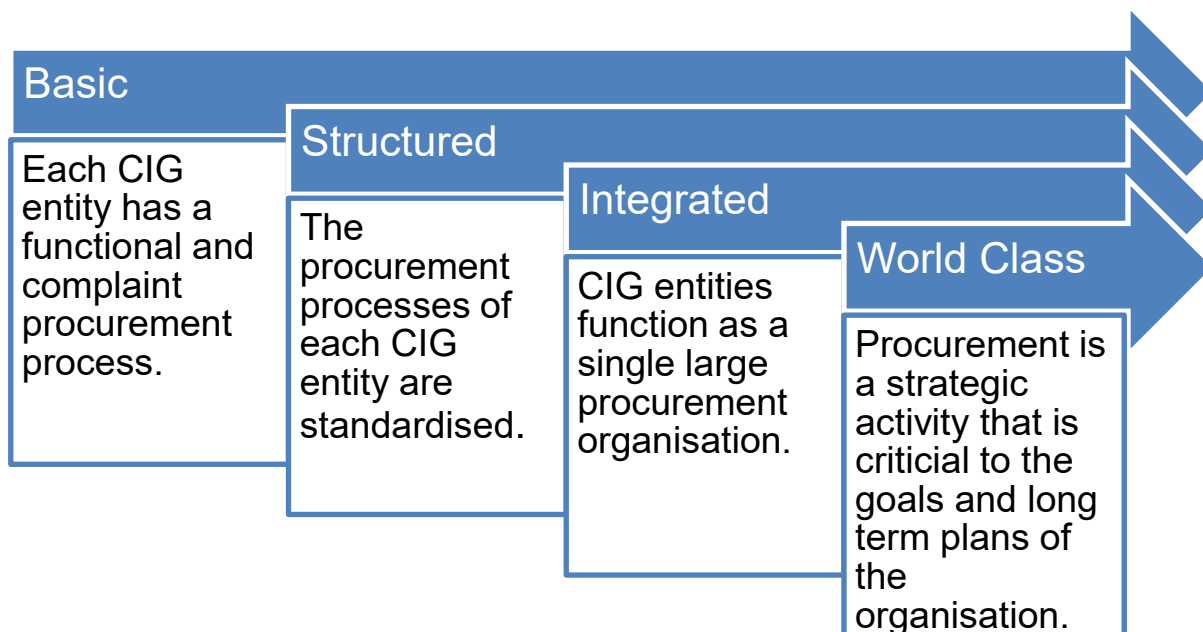 Basic
Each CIG
entity has a
functional and
complaint
procurement
process.
Structured
The
procurement
processes of
each CIG
entity are
standardised.
Integrated
CIG entities
function as a
single large
procurement
organisation.
World Class
Procurement is
a strategic
activity that is
criticial to the
goals and long
term plans of
the
organisation.